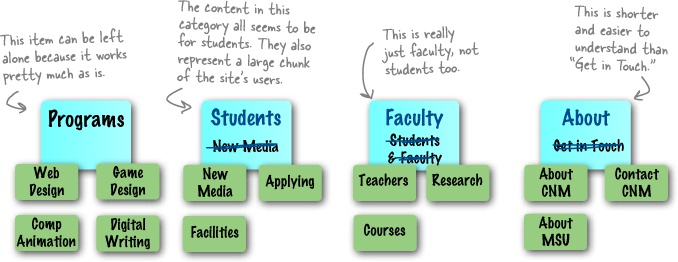 This item can be left
alone because it works
pretty much as is.
The content in this
category all seems to be
for students. They also
represent a large chunk
of the site's users.
This is really
just faculty, not
students too.
This is shorter
and easier to
understand than
"Get in Touch."
Programs
Web
Design
Game
Design
Comp
Animation
Digital
Writing
Students
New Media
New
Media
Applying
Facilities
Faculty
Students
& Faculty
Teachers
Research
Courses
About
Get in Touch
About
CNM
Contact
CNM
About
MSU